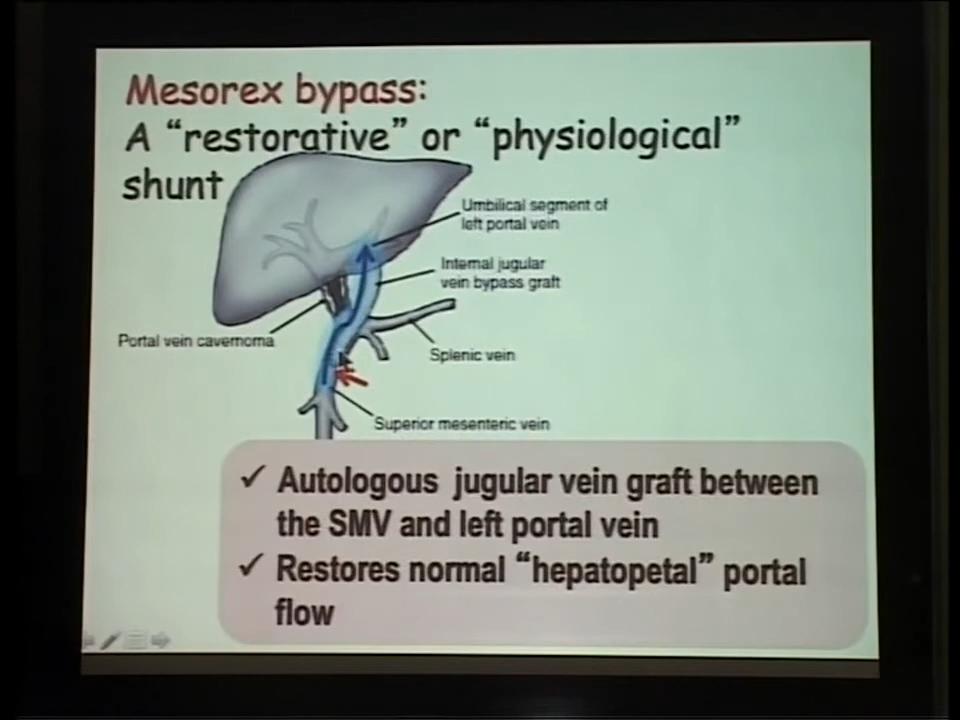 Mesorex bypass:
A “restorative” or “physiological”
shunt
Umbilical segment of
left portal vein
Internal jugular
vein bypass graft
Portal vein cavernoma
Splenic vein
Superior mesenteric vein
✓ Autologous jugular vein graft between
the SMV and left portal vein
✓ Restores normal “hepatopetal” portal
flow